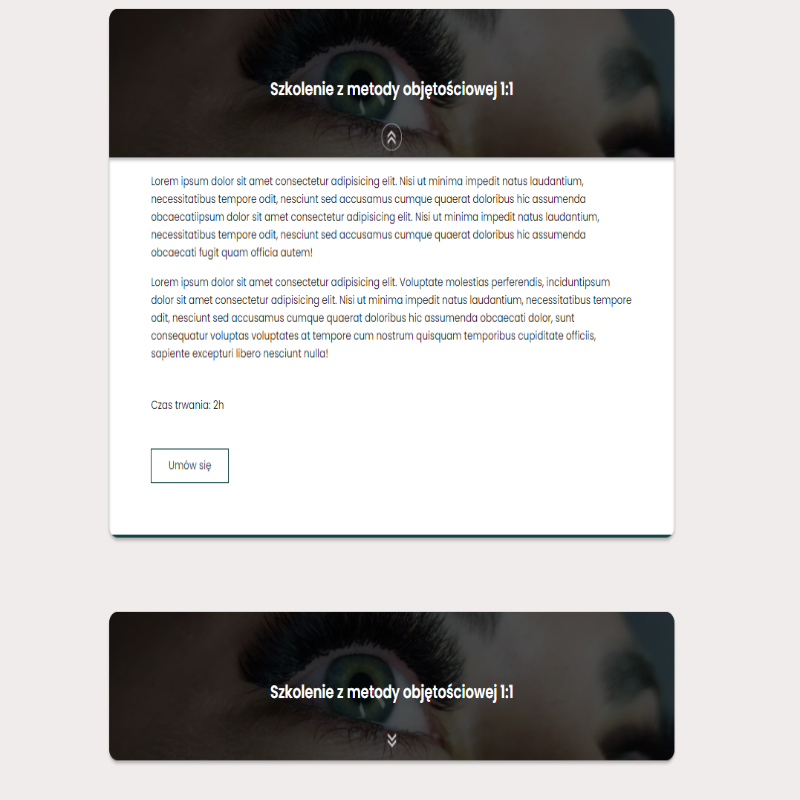 Szkolenie z metody objętościowej 1:1
Lorem ipsum dolor sit amet consectetur adipisicing elit. Nisi ut minima impedit natus laudantium,
necessitatibus tempore odit, nesciunt sed accusamus cumque quaerat doloribus hic assumenda
obcaecatiipsum dolor sit amet consectetur adipisicing elit. Nisi ut minima impedit natus laudantium,
necessitatibus tempore odit, nesciunt sed accusamus cumque quaerat doloribus hic assumenda
obcaecati fugit quam officia autem!
Lorem ipsum dolor sit amet consectetur adipisicing elit. Voluptate molestias perferendis, inciduntipsum
dolor sit amet consectetur adipisicing elit. Nisi ut minima impedit natus laudantium, necessitatibus tempore
odit, nesciunt sed accusamus cumque quaerat doloribus hic assumenda obcaecati dolor, sunt
consequatur voluptas voluptates at tempore cum nostrum quisquam temporibus cupiditate officiis,
sapiente excepturi libero nesciunt nulla!
Czas trwania: 2h
Umów się
Szkolenie z metody objętościowej 1:1